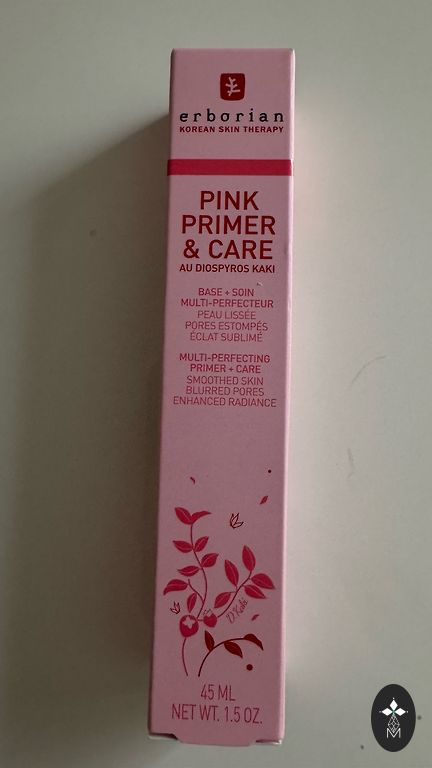 erborian
KOREAN SKIN THERAPY
PINK
PRIMER
& CARE
AU DIOSPYROS KAKI
BASE + SOIN
MULTI-PERFECTEUR
PEAU LISSÉE
PORES ESTOMPÉS
ÉCLAT SUBLIMÉ
MULTI-PERFECTING
PRIMER + CARE
SMOOTHED SKIN
BLURRED PORES
ENHANCED RADIANCE
D.Kaki
45 ML
NET WT. 1.5 OZ.
M